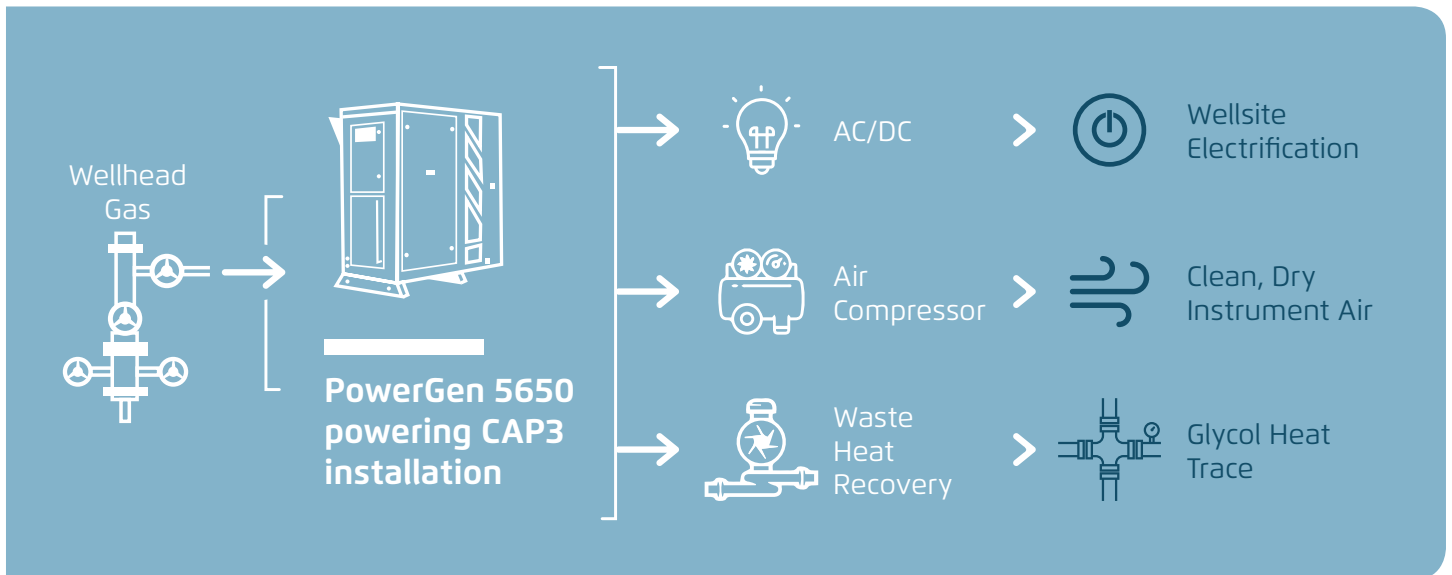 Wellhead
Gas
PowerGen 5650
powering CAP3
installation
AC/DC
Wellsite
Electrification
Air
Compressor
Clean, Dry
Instrument Air
Waste
Heat
Recovery
Glycol Heat
Trace